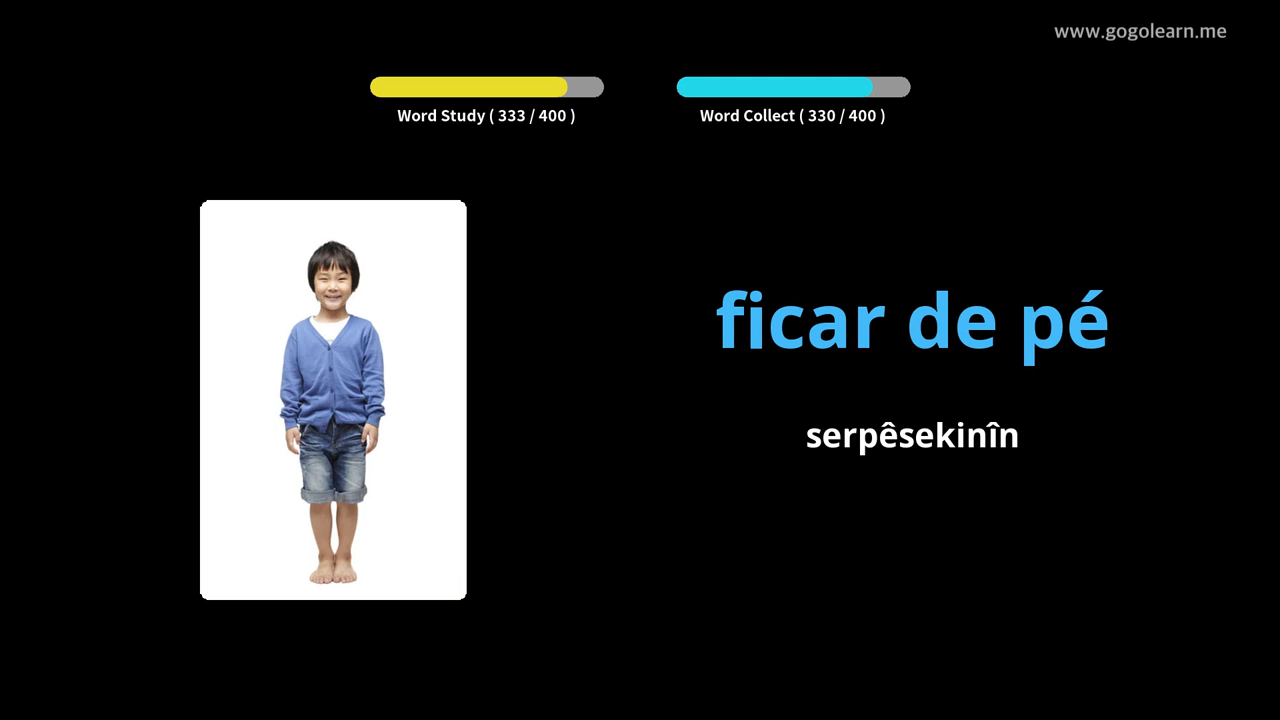 www.gogolearn.me
Word Study ( 333 / 400 )
Word Collect ( 330 / 400 )
ficar de pé
serpêsekinîn